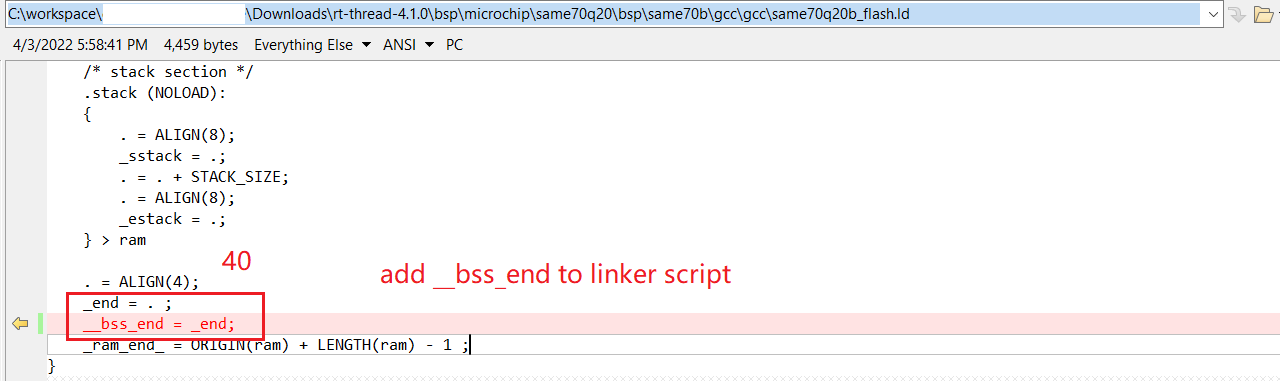 C:\workspace\ \Downloads\rt-thread-4.1.0\bsp\microchip\same70q20\bsp\same70b\gcc\gcc\same70q20b_flash.ld
4/3/2022 5:58:41 PM 4,459 bytes Everything Else ANSI PC
/* stack section */
.stack (NOLOAD):
{
. = ALIGN(8);
_sstack = .;
. = . + STACK_SIZE;
. = ALIGN(8);
_estack = .;
} > ram
40
add __bss_end to linker script
. = ALIGN(4);
_end = . ;
__bss_end = _end;
_ram_end_ = ORIGIN(ram) + LENGTH(ram) - 1 ;
}